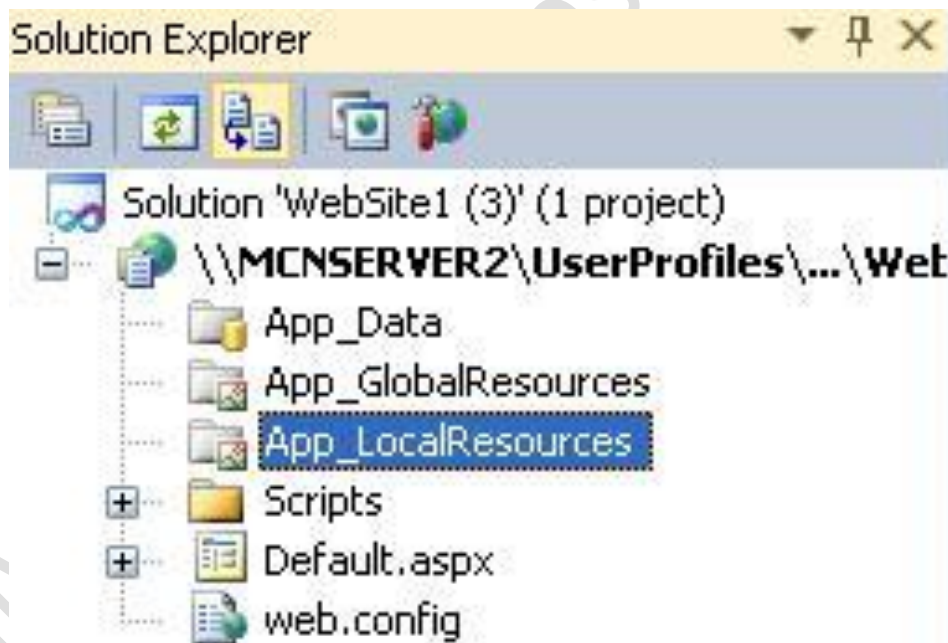 Solution Explorer
Solution 'WebSite1 (3)' (1 project)
\\MCNSERVER2\UserProfiles\...\Web
App_Data
App_GlobalResources
App_LocalResources
Scripts
Default.aspx
web.config